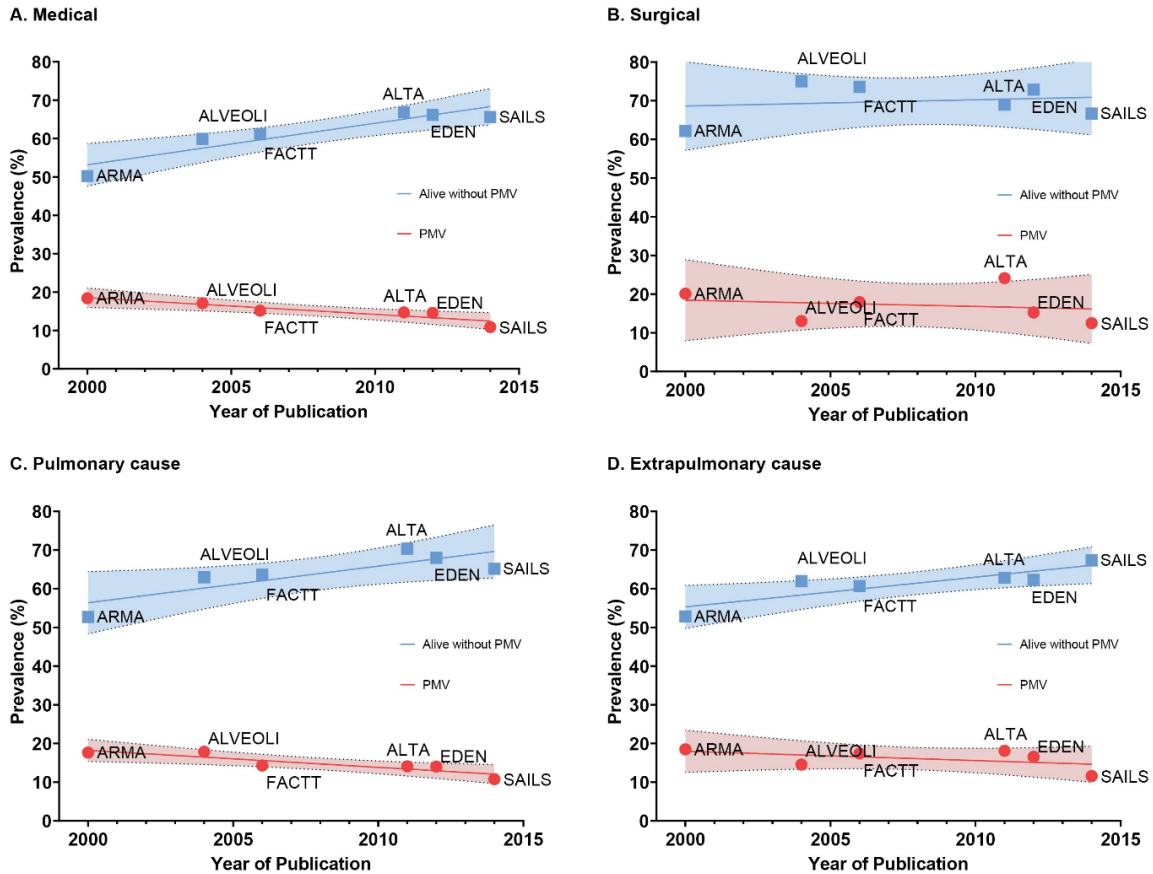 A. Medical
Prevalence (%)
80
70
60
50
40
30
20
10
0
ARMA
ALVEOLI
FACTT
ALTA
EDEN
SAILS
Alive without PMV
PMV
ARMA
ALVEOLI
FACTT
ALTA
EDEN
SAILS
2000
2005
2010
2015
Year of Publication
B. Surgical
Prevalence (%)
80
70
60
50
40
30
20
10
0
ARMA
ALVEOLI
FACTT
ALTA
EDEN
SAILS
Alive without PMV
PMV
ARMA
ALVEOLI
FACTT
ALTA
EDEN
SAILS
2000
2005
2010
2015
Year of Publication
C. Pulmonary cause
Prevalence (%)
80
70
60
50
40
30
20
10
0
ARMA
ALVEOLI
FACTT
ALTA
EDEN
SAILS
Alive without PMV
PMV
ARMA
ALVEOLI
FACTT
ALTA
EDEN
SAILS
2000
2005
2010
2015
Year of Publication
D. Extrapulmonary cause
Prevalence (%)
80
70
60
50
40
30
20
10
0
ARMA
ALVEOLI
FACTT
ALTA
EDEN
SAILS
Alive without PMV
PMV
ARMA
ALVEOLI
FACTT
ALTA
EDEN
SAILS
2000
2005
2010
2015
Year of Publication